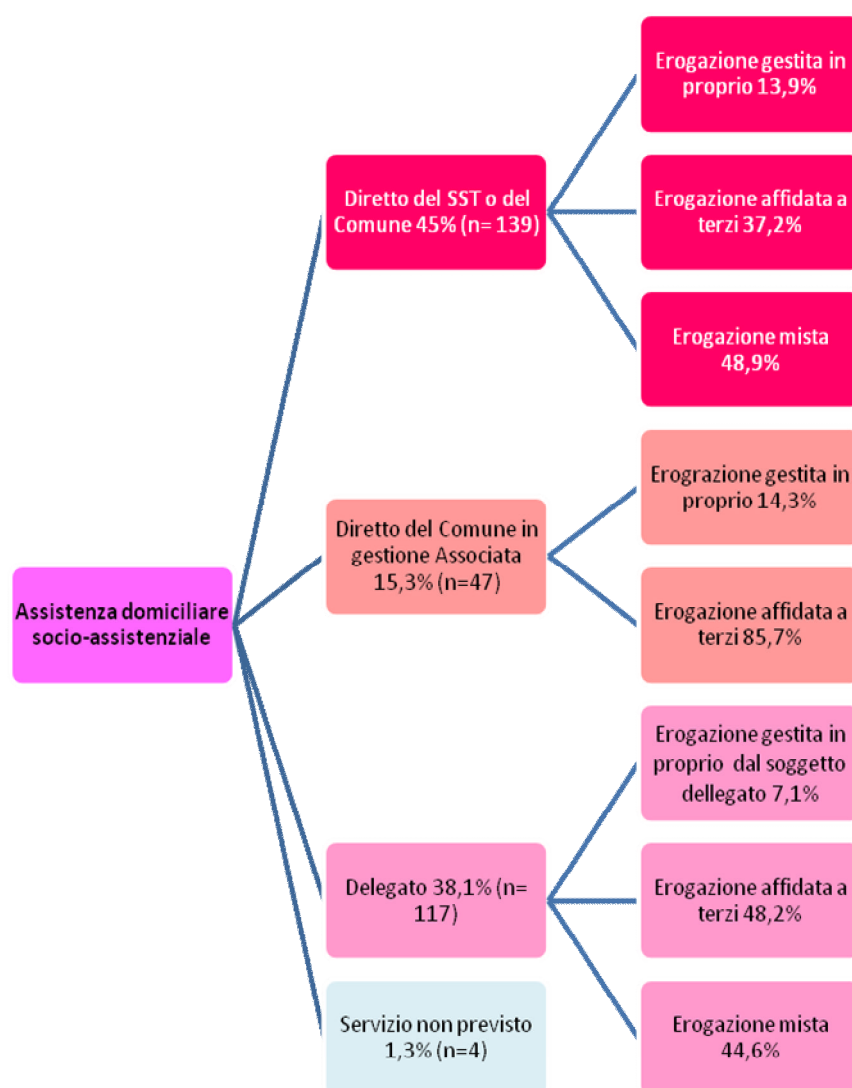 Assistenza domiciliare
socio-assistenziale
Diretto del SST o del
Comune 45% (n= 139)
Erogazione gestita in
proprio 13,9%
Erogazione affidata a
terzi 37,2%
Erogazione mista
48,9%
Diretto del Comune in
gestione Associata
15,3% (n=47)
Erograzione gestita in
proprio 14,3%
Erogazione affidata a
terzi 85,7%
Delegato 38,1% (n=
117)
Erogazione gestita in
proprio dal soggetto
dellegato 7,1%
Erogazione affidata a
terzi 48,2%
Erogazione mista
44,6%
Servizio non previsto
1,3% (n=4)